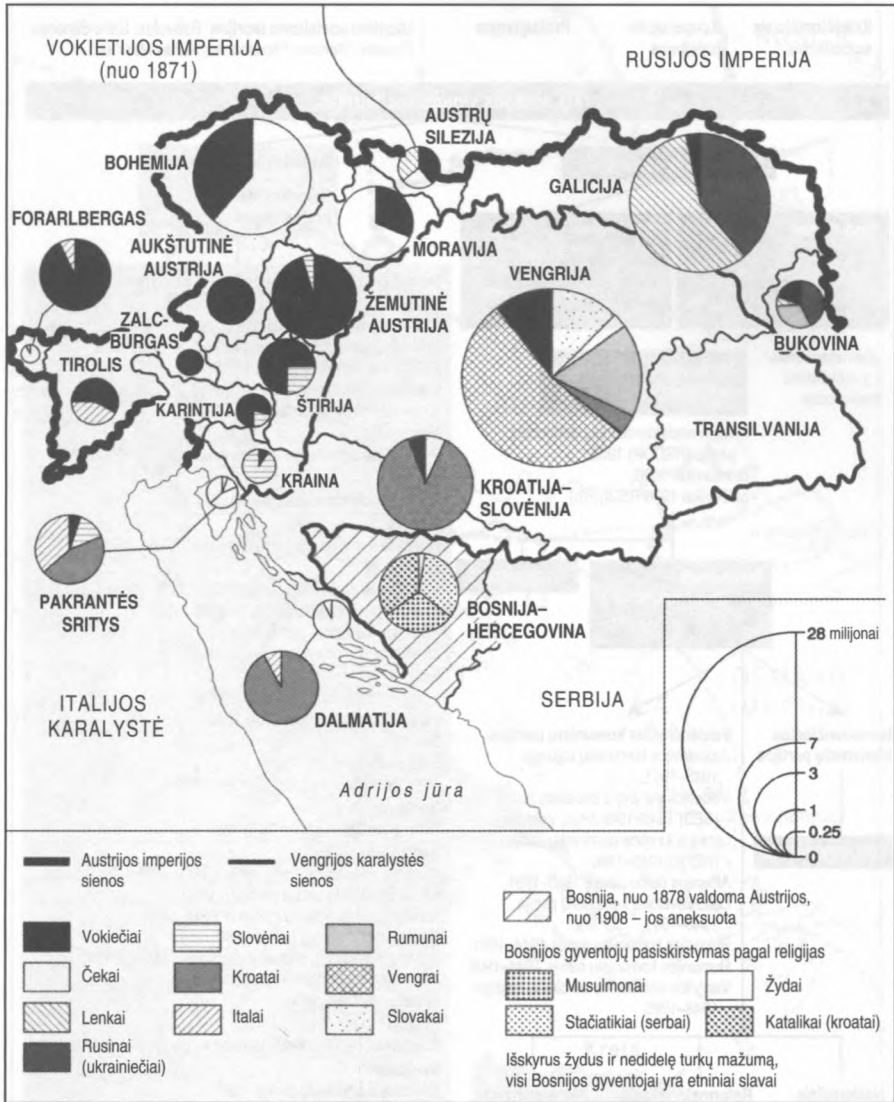 VOKIETIJOS IMPERIJA
(nuo 1871)
RUSIJOS IMPERIJA
AUSTRŲ
SILEZIJA
BOHEMIJA
GALICIJA
FORARLBERGAS
AUKŠTUTINĖ
AUSTRIJA
MORAVIJA
VENGRIJA
ŽEMUTINĖ
AUSTRIJA
ZALC-
BURGAS
BUKOVINA
TIROLIS
KARINTIJA
ŠTIRIJA
TRANSILVANIJA
KRAINA
KROATIJA–
SLOVĖNIJA
PAKRANTĖS
SRITYS
BOSNIJA–
HERCEGOVINA
28 milijonai
ITALIJOS
KARALYSTĖ
SERBIJA
DALMATIJA
7
3
Adrijos jūra
1
0.25
0
Austrijos imperijos
sienos
Vengrijos karalystės
sienos
Bosnija, nuo 1878 valdoma Austrijos,
nuo 1908 – jos aneksuota
Vokiečiai
Slovėnai
Rumunai
Čekai
Kroatai
Vengrai
Lenkai
Italai
Slovakai
Rusinai
(ukrainiečiai)
Bosnijos gyventojų pasiskirstymas pagal religijas
Musulmonai
Žydai
Stačiatikiai (serbai)
Katalikai (kroatai)
Išskyrus žydus ir nedidelę turkų mažumą,
visi Bosnijos gyventojai yra etniniai slavai